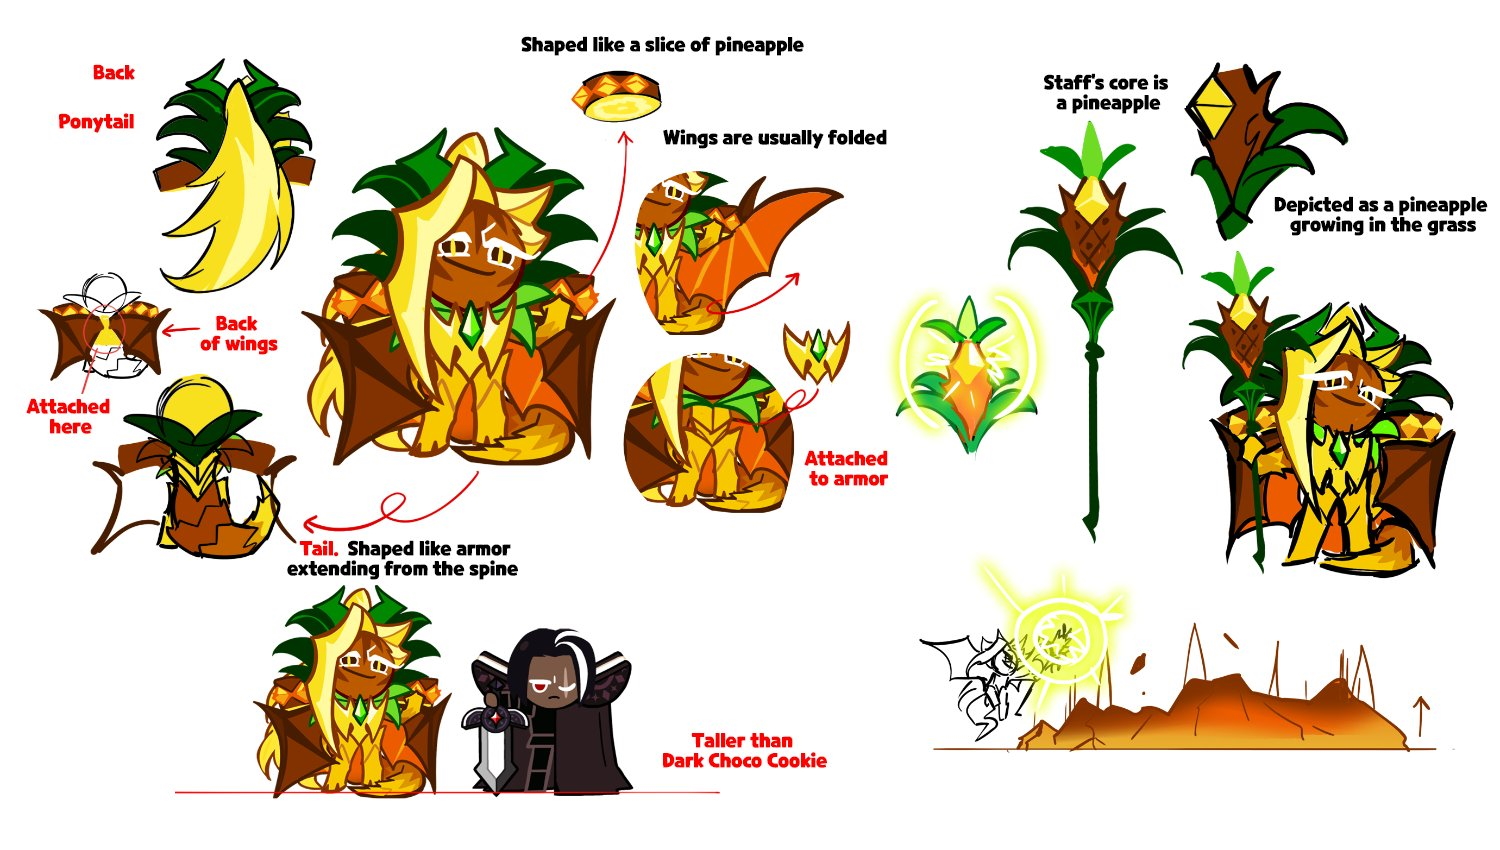 Shaped like a slice of pineapple
Back
Ponytail
Wings are usually folded
Staff's core is
a pineapple
Depicted as a pineapple
growing in the grass
Back
of wings
Attached
here
Attached
to armor
Tail. Shaped like armor
extending from the spine
Taller than
Dark Choco Cookie